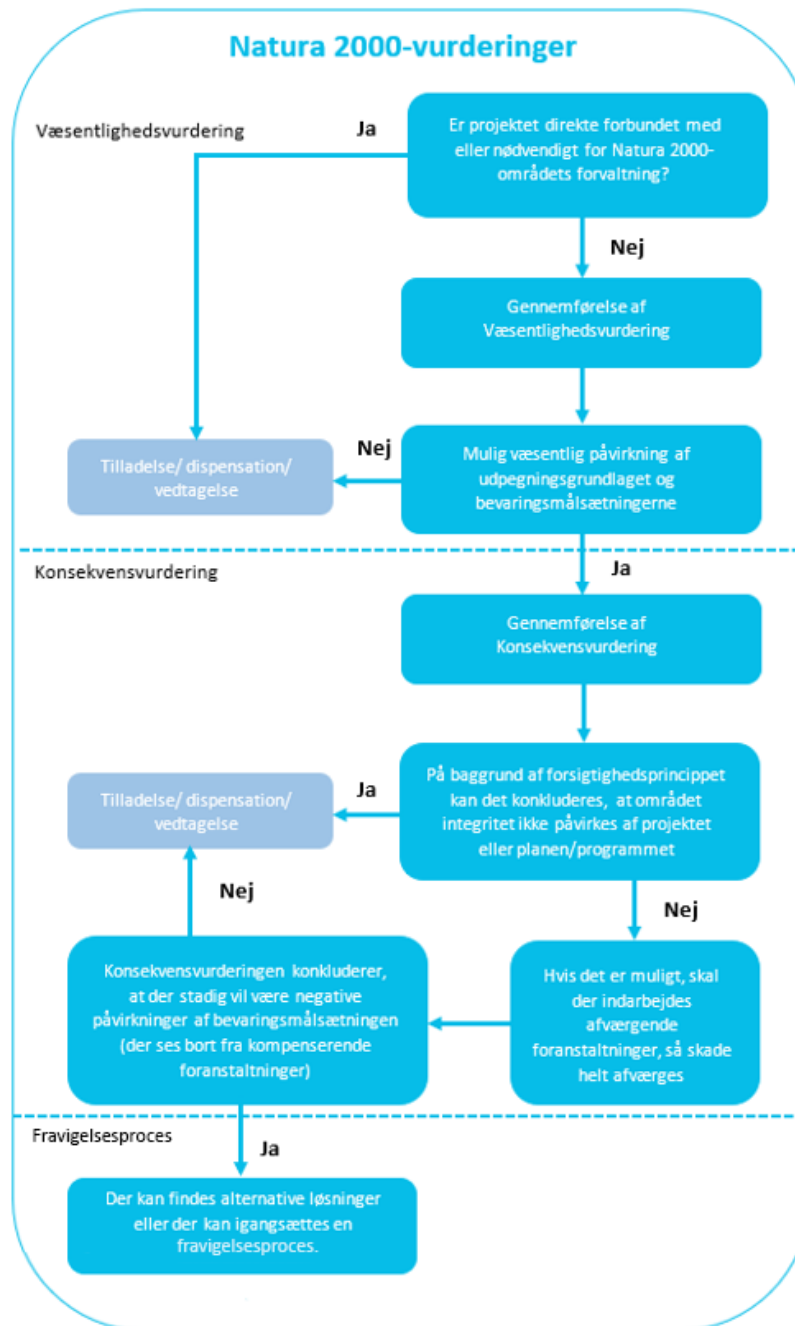 Natura 2000-vurderinger
Væsentlighedsvurdering
Ja
Er projektet direkte forbundet med
eller nødvendigt for Natura 2000-
områdets forvaltning?
Nej
Gennemførelse af
Væsentlighedsvurdering
Nej
Tilladelse/ dispensation/
vedtagelse
Mulig væsentlig påvirkning af
udpegningsgrundlaget og
bevaringsmålsætningerne
Ja
Konsekvensvurdering
Gennemførelse af
Konsekvensvurdering
På baggrund af forsigtighedsprincippet
kan det konkluderes, at området
integritet ikke påvirkes af projektet
eller planen/programmet
Ja
Tilladelse/ dispensation/
vedtagelse
Nej
Nej
Hvis det er muligt, skal
der indarbejdes
afværgende
foranstaltninger, så skade
helt afværges
Konsekvensvurderingen konkluderer,
at der stadig vil være negative
påvirkninger af bevaringsmålsætningen
(der ses bort fra kompenserende
foranstaltninger)
Fravigelsesproces
Ja
Der kan findes alternative løsninger
eller der kan igangsættes en
fravigelsesproces.